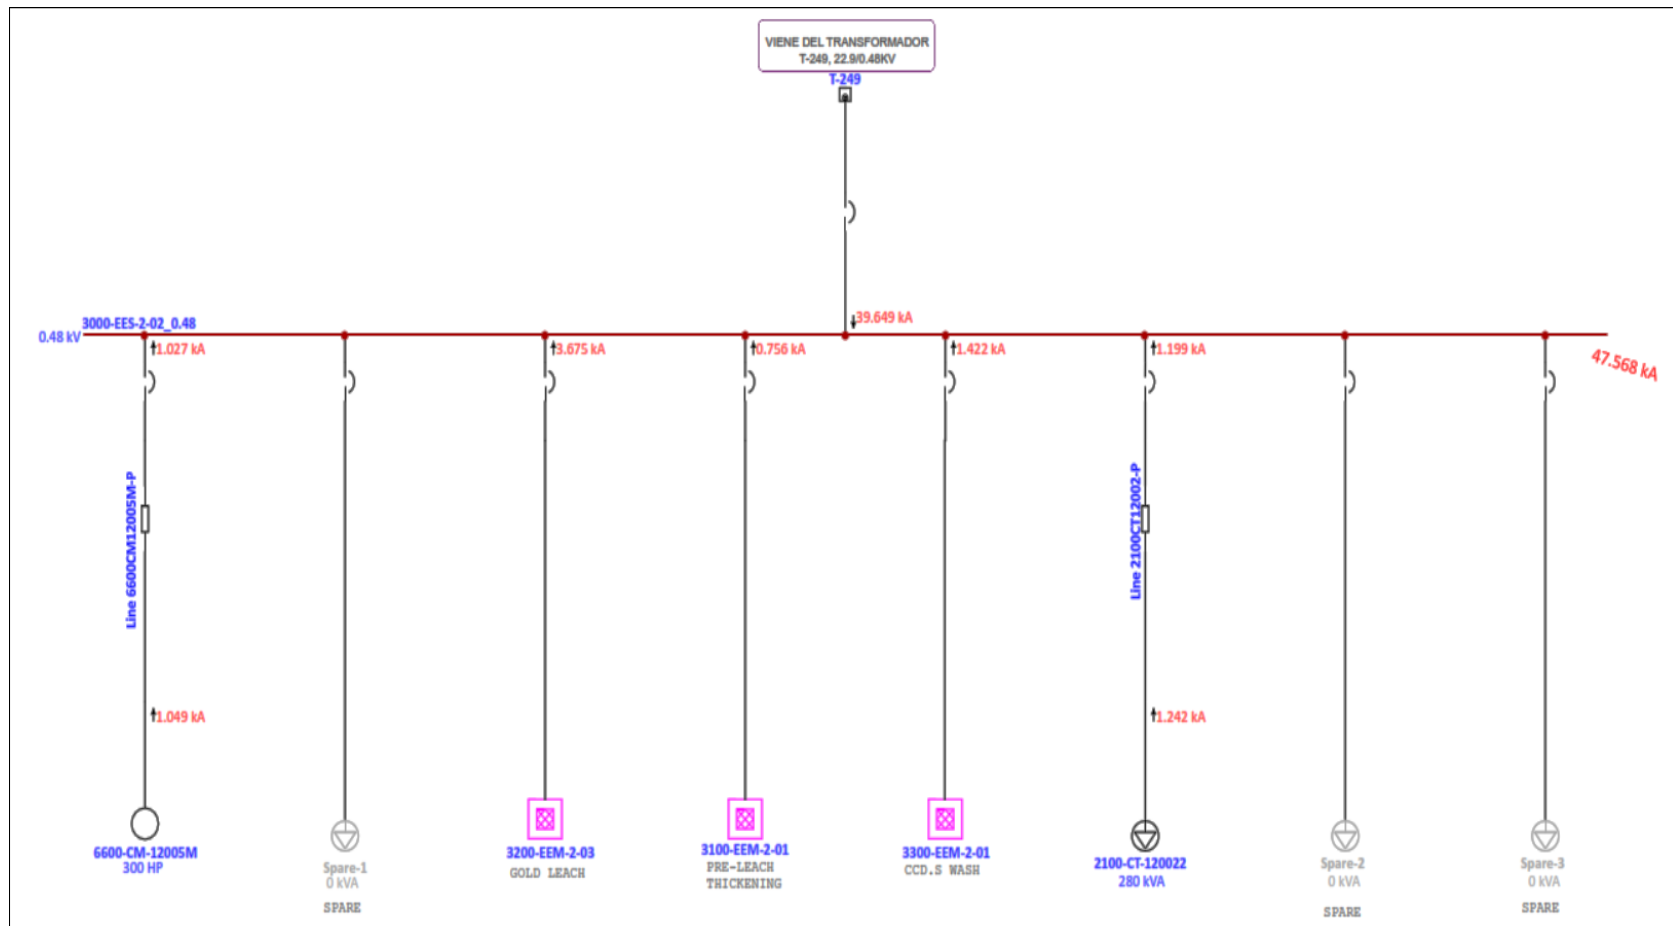 VIENE DEL TRANSFORMADOR
T-249, 22.9/0.48KV
T-249
39.649 kA
3000-EES-2-02_0.48
0.48 kV
1.027 kA
3.675 kA
0.756 kA
1.422 kA
1.199 kA
47.568 kA
Line 6600CM12005M-P
Line 2100CT12002-P
1.049 kA
1.242 kA
6600-CM-12005M
300 HP
Spare-1
0 kVA
SPARE
3200-EEM-2-03
GOLD LEACH
3100-EEM-2-01
PRE-LEACH
THICKENING
3300-EEM-2-01
CCD.S WASH
2100-CT-120022
280 kVA
Spare-2
0 kVA
SPARE
Spare-3
0 kVA
SPARE